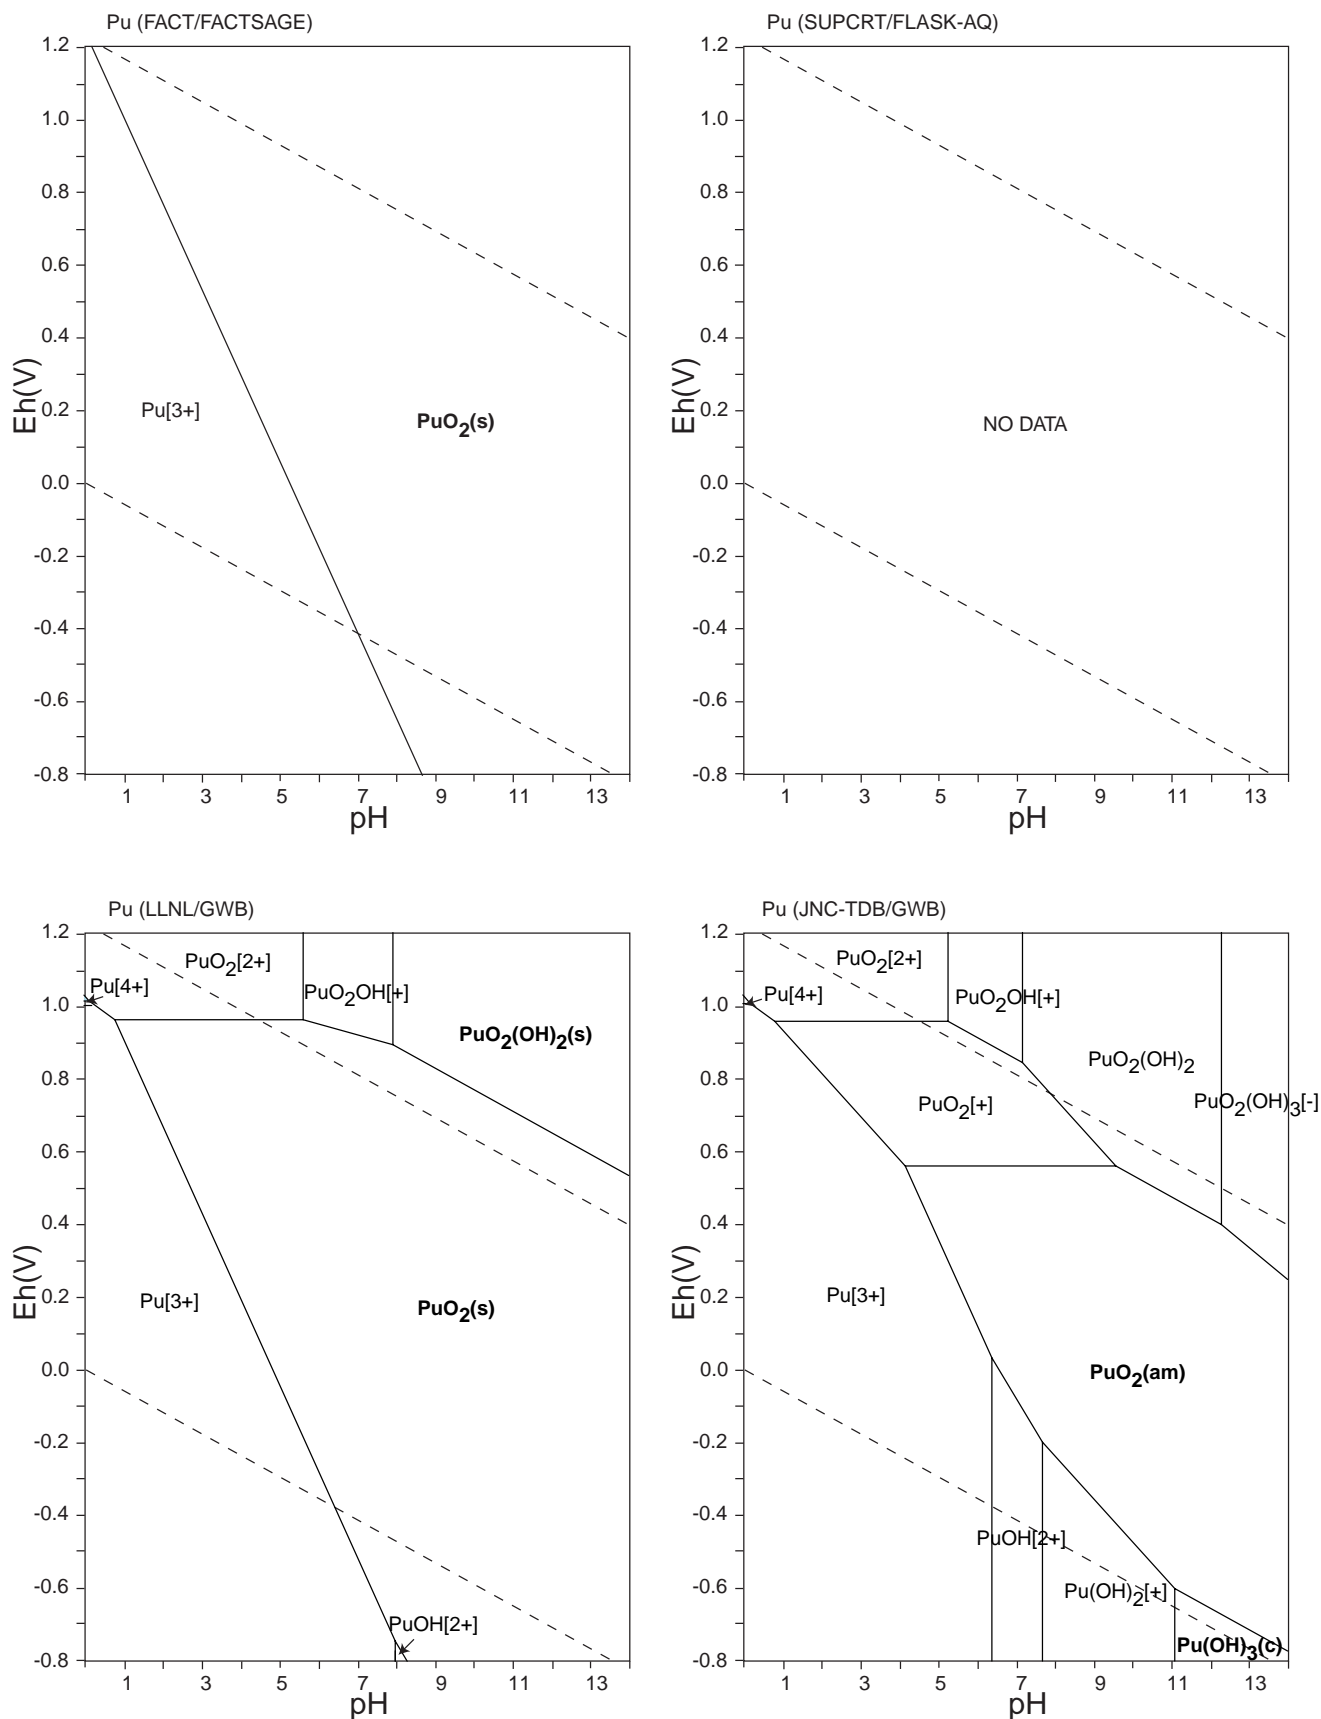 Pu (FACT/FACTSAGE)
1.2
1.0
0.8
0.6
0.4
0.2
0.0
-0.2
-0.4
-0.6
-0.8
Eh(V)
Pu[3+]
PuO2(s)
1 3 5 7 9 11 13
pH
Pu (SUPCRT/FLASK-AQ)
1.2
1.0
0.8
0.6
0.4
0.2
0.0
-0.2
-0.4
-0.6
-0.8
Eh(V)
NO DATA
1 3 5 7 9 11 13
pH
Pu (LLNL/GWB)
1.2
1.0
0.8
0.6
0.4
0.2
0.0
-0.2
-0.4
-0.6
-0.8
Eh(V)
PuO2[2+]
Pu[4+]
PuO2OH[+]
PuO2(OH)2(s)
Pu[3+]
PuO2(s)
PuOH[2+]
1 3 5 7 9 11 13
pH
Pu (JNC-TDB/GWB)
1.2
1.0
0.8
0.6
0.4
0.2
0.0
-0.2
-0.4
-0.6
-0.8
Eh(V)
PuO2[2+]
Pu[4+]
PuO2OH[+]
PuO2(OH)2
PuO2[+]
PuO2(OH)3[-]
Pu[3+]
PuO2(am)
PuOH[2+]
Pu(OH)2[+]
Pu(OH)3(c)
1 3 5 7 9 11 13
pH